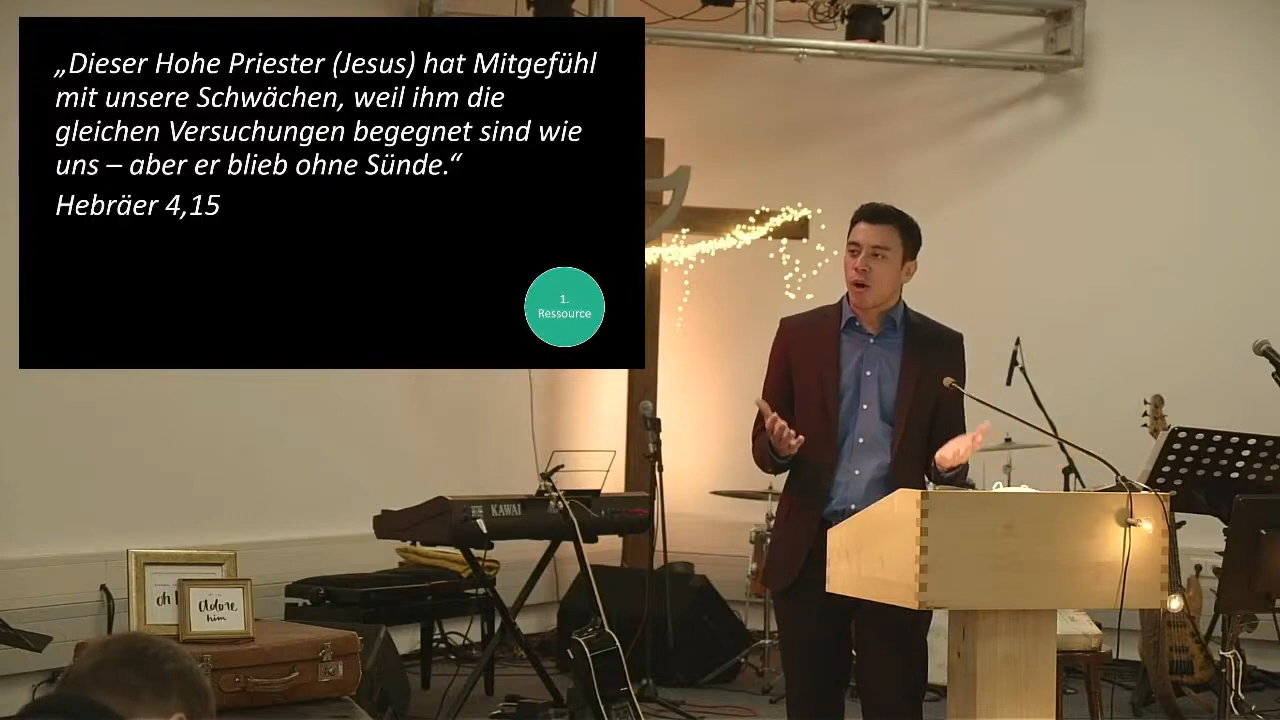 „Dieser Hohe Priester (Jesus) hat Mitgefühl
mit unsere Schwächen, weil ihm die
gleichen Versuchungen begegnet sind wie
uns – aber er blieb ohne Sünde.“
Hebräer 4,15
1.
Ressource
KAWAI
oh
adore
him